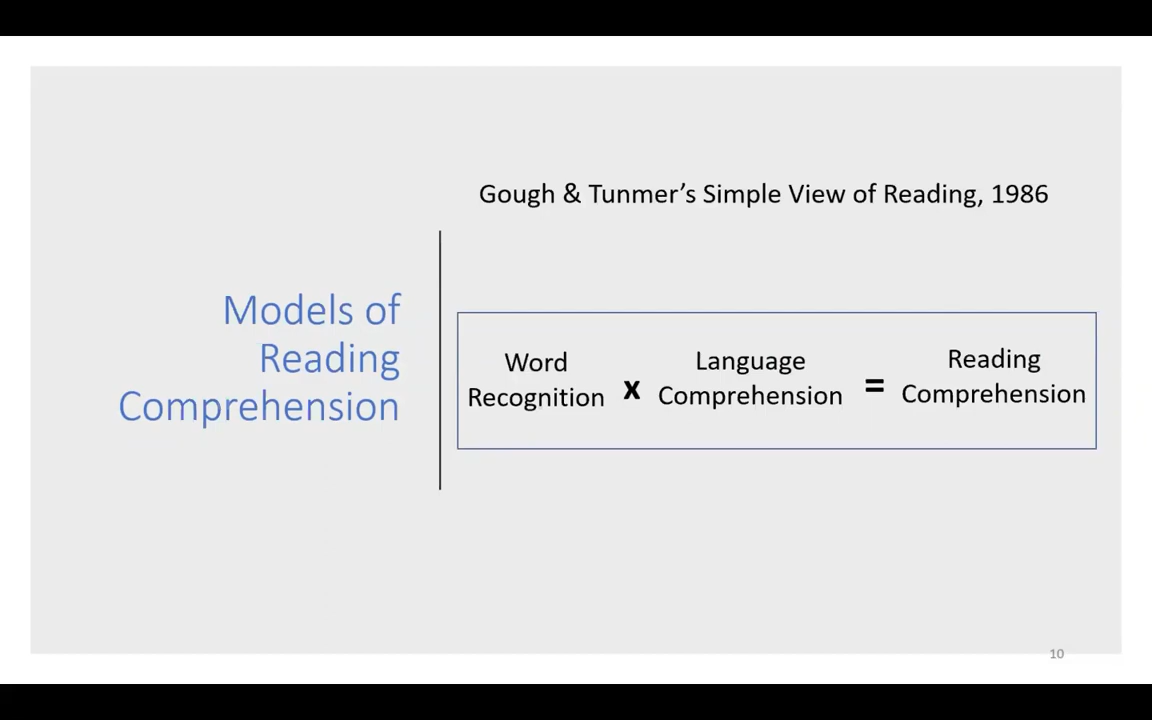 Gough & Tunmer’s Simple View of Reading, 1986
Models of
Reading
Comprehension
Word
Recognition
x
Language
Comprehension
=
Reading
Comprehension
10